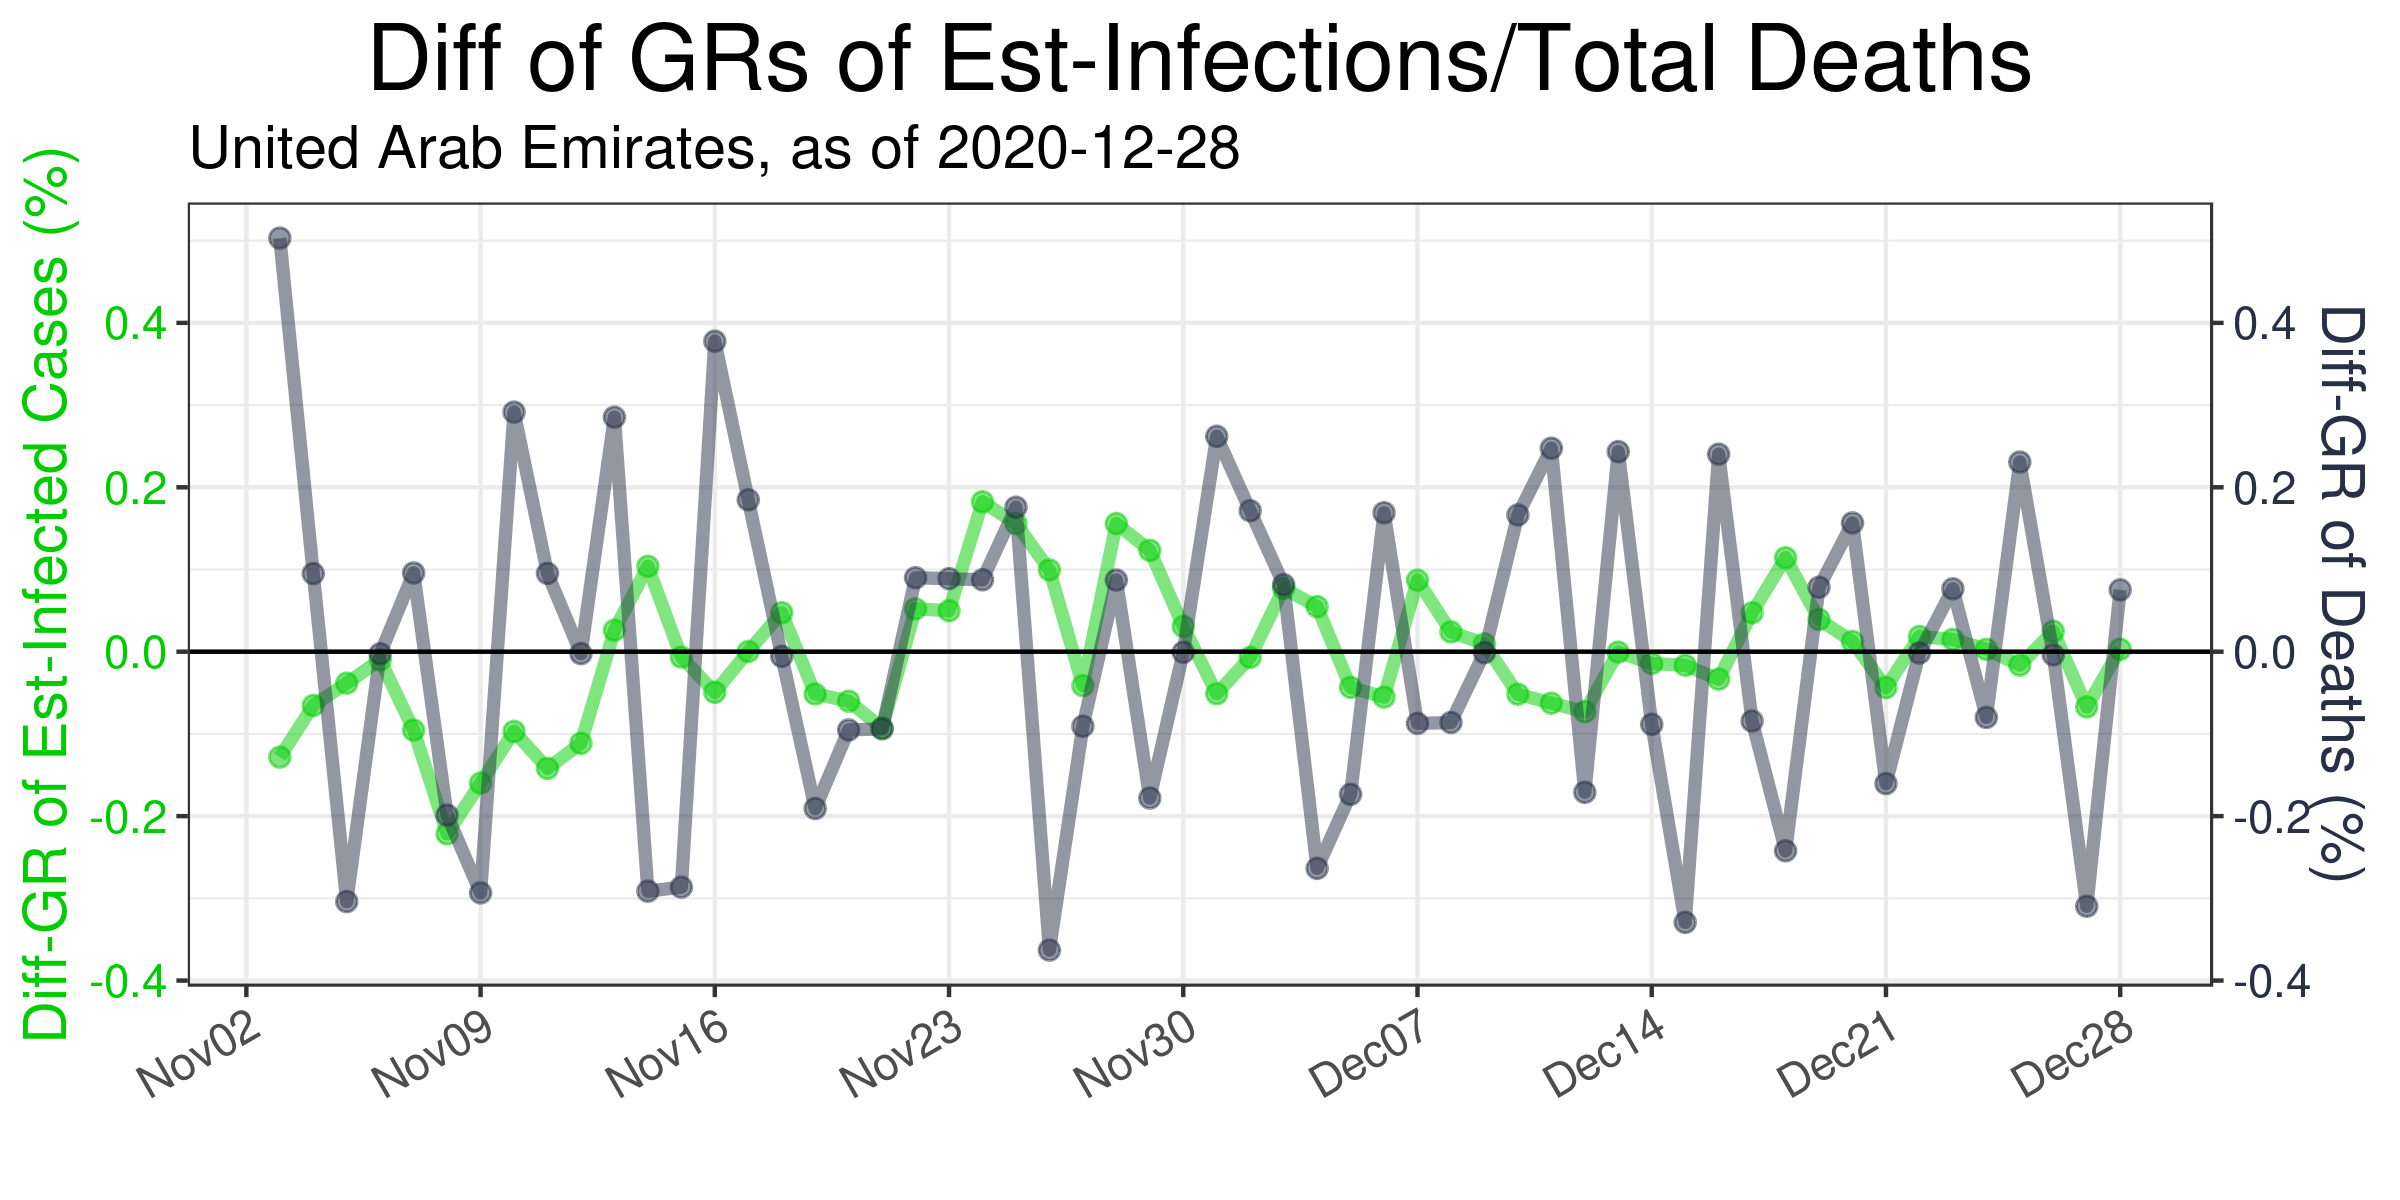 Diff of GRs of Est-Infections/Total Deaths
United Arab Emirates, as of 2020-12-28
Diff-GR of Est-Infected Cases (%)
0.4
0.2
0.0
-0.2
-0.4
0.4
0.2
0.0
-0.2
-0.4
Diff-GR of Deaths (%)
Nov02
Nov09
Nov16
Nov23
Nov30
Dec07
Dec14
Dec21
Dec28